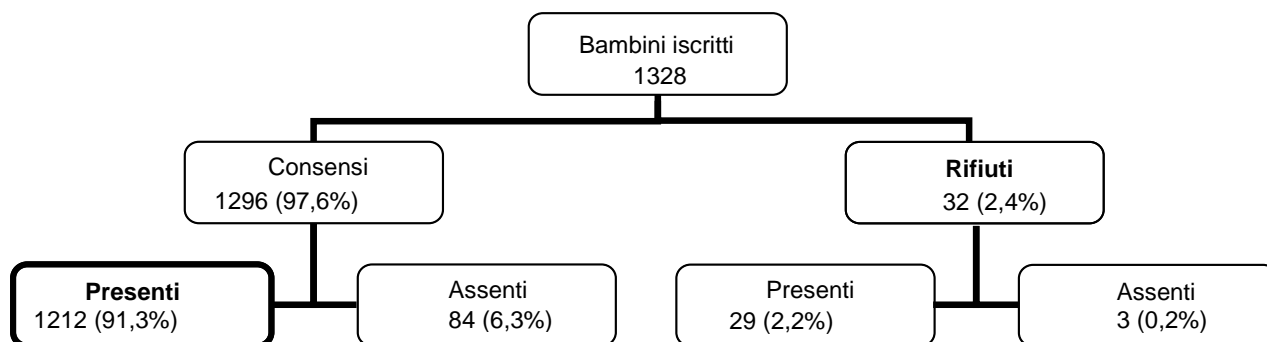 Bambini iscritti
1328
Consensi
1296 (97,6%)
Rifiuti
32 (2,4%)
Presenti
1212 (91,3%)
Assenti
84 (6,3%)
Presenti
29 (2,2%)
Assenti
3 (0,2%)